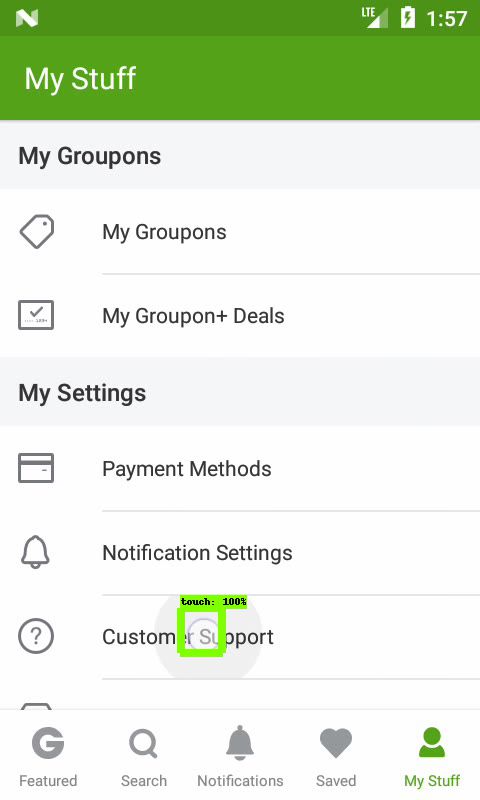 LTE 1:57
My Stuff
My Groupons
My Groupons
My Groupon+ Deals
My Settings
Payment Methods
Notification Settings
touch: 100%
Customer Support
Featured Search Notifications Saved My Stuff